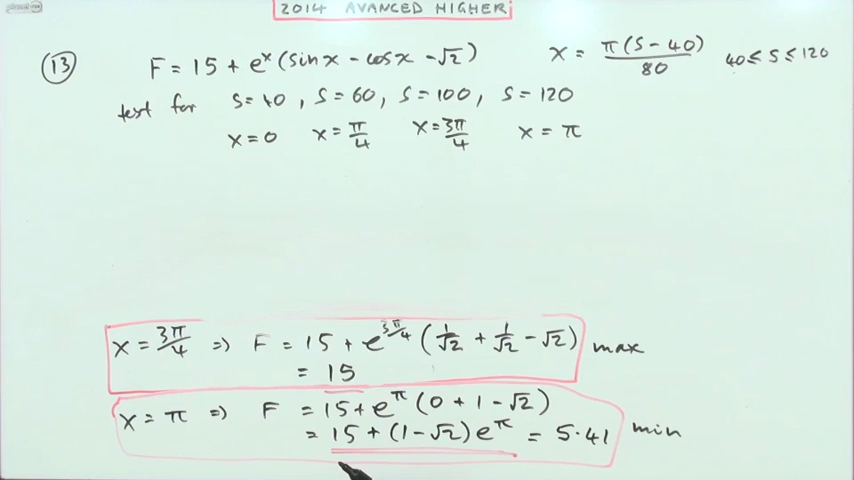 2014 AVANCED HIGHER
13 F = 15 + eˣ (sin x - cos x - √2) x = π(S - 40)/80 40 ≤ S ≤ 120
test for S = 40 , S = 60 , S = 100 , S = 120
x = 0 x = π/4 x = 3π/4 x = π
x = 3π/4 ⇒ F = 15 + e^(3π/4) (1/√2 + 1/√2 - √2) max
= 15
x = π ⇒ F = 15 + e^π (0 + 1 - √2)
= 15 + (1 - √2) e^π = 5.41 min